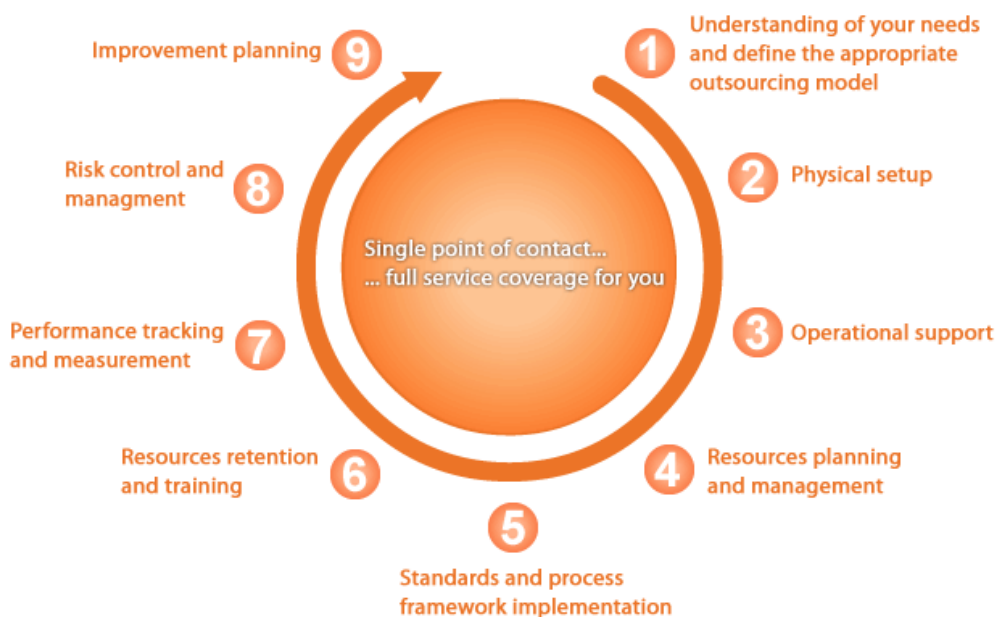 1
Understanding of your needs
and define the appropriate
outsourcing model
2
Physical setup
3
Operational support
4
Resources planning
and management
5
Standards and process
framework implementation
6
Resources retention
and training
7
Performance tracking
and measurement
8
Risk control and
managment
9
Improvement planning
Single point of contact...
... full service coverage for you